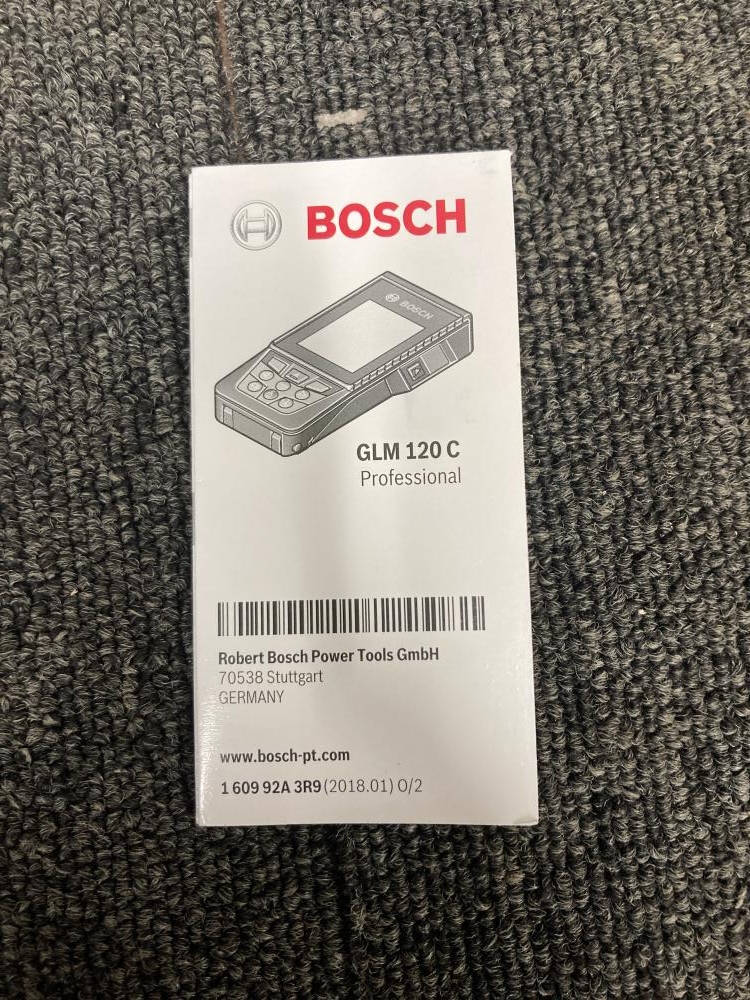 BOSCH
BOSCH
GLM 120 C
Professional
Robert Bosch Power Tools GmbH
70538 Stuttgart
GERMANY
www.bosch-pt.com
1 609 92A 3R9 (2018.01) O/2